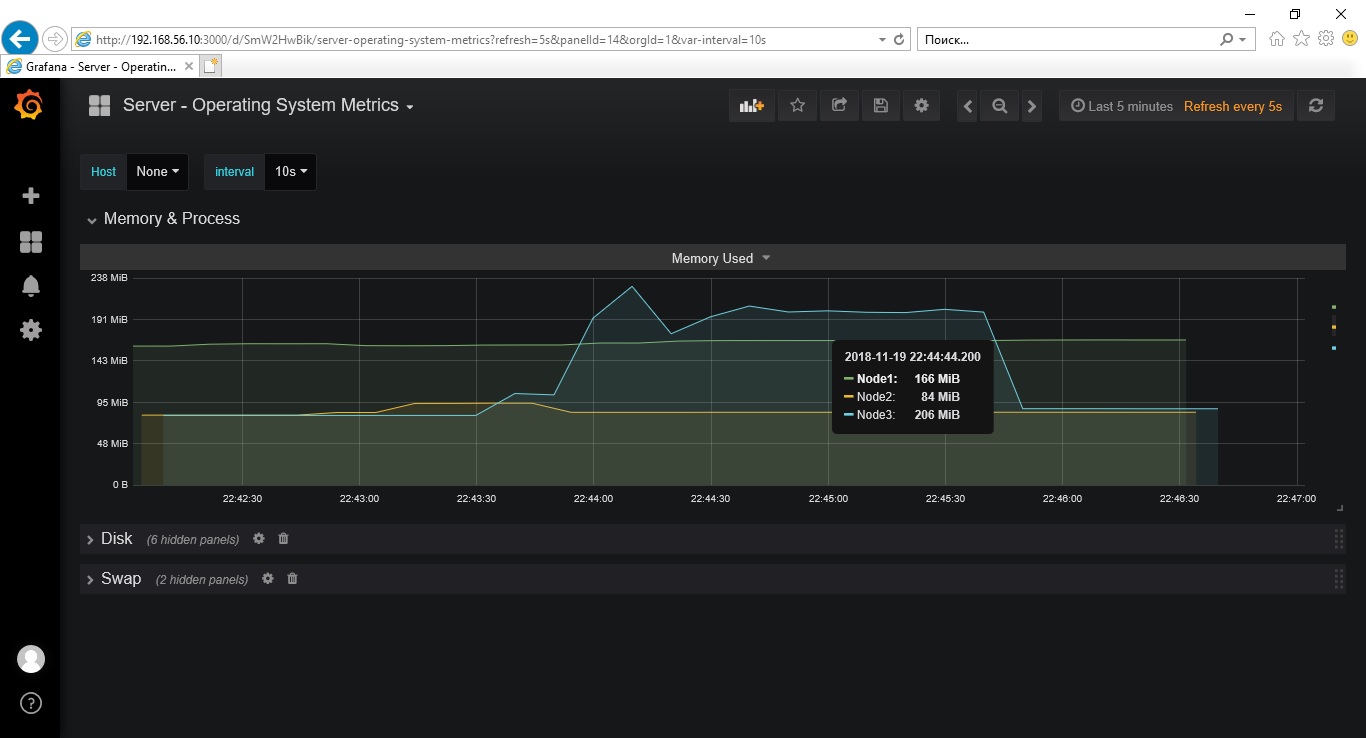 http://192.168.56.10:3000/d/SmW2HwBik/server-operating-system-metrics?refresh=5s&panelId=14&orgId=1&var-interval=10s
Поиск...
Grafana - Server - Operatin...
Server - Operating System Metrics
Last 5 minutes Refresh every 5s
Host None interval 10s
Memory & Process
Memory Used
238 MiB
191 MiB
143 MiB
95 MiB
48 MiB
0 B
2018-11-19 22:44:44.200
Node1: 166 MiB
Node2: 84 MiB
Node3: 206 MiB
22:42:30 22:43:00 22:43:30 22:44:00 22:44:30 22:45:00 22:45:30 22:46:00 22:46:30 22:47:00
Disk (6 hidden panels)
Swap (2 hidden panels)